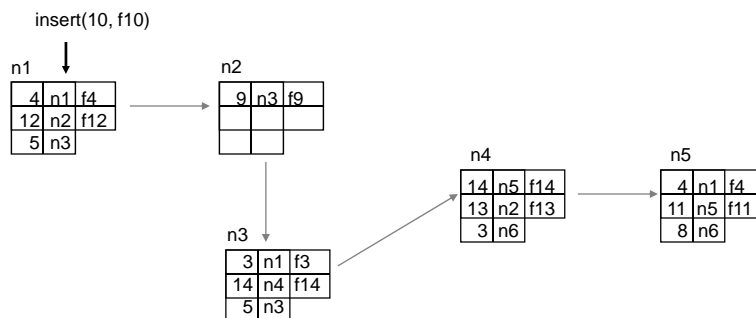 insert(10, f10)
n1
4 n1 f4
12 n2 f12
5 n3
n2
9 n3 f9
n3
3 n1 f3
14 n4 f14
5 n3
n4
14 n5 f14
13 n2 f13
3 n6
n5
4 n1 f4
11 n5 f11
8 n6